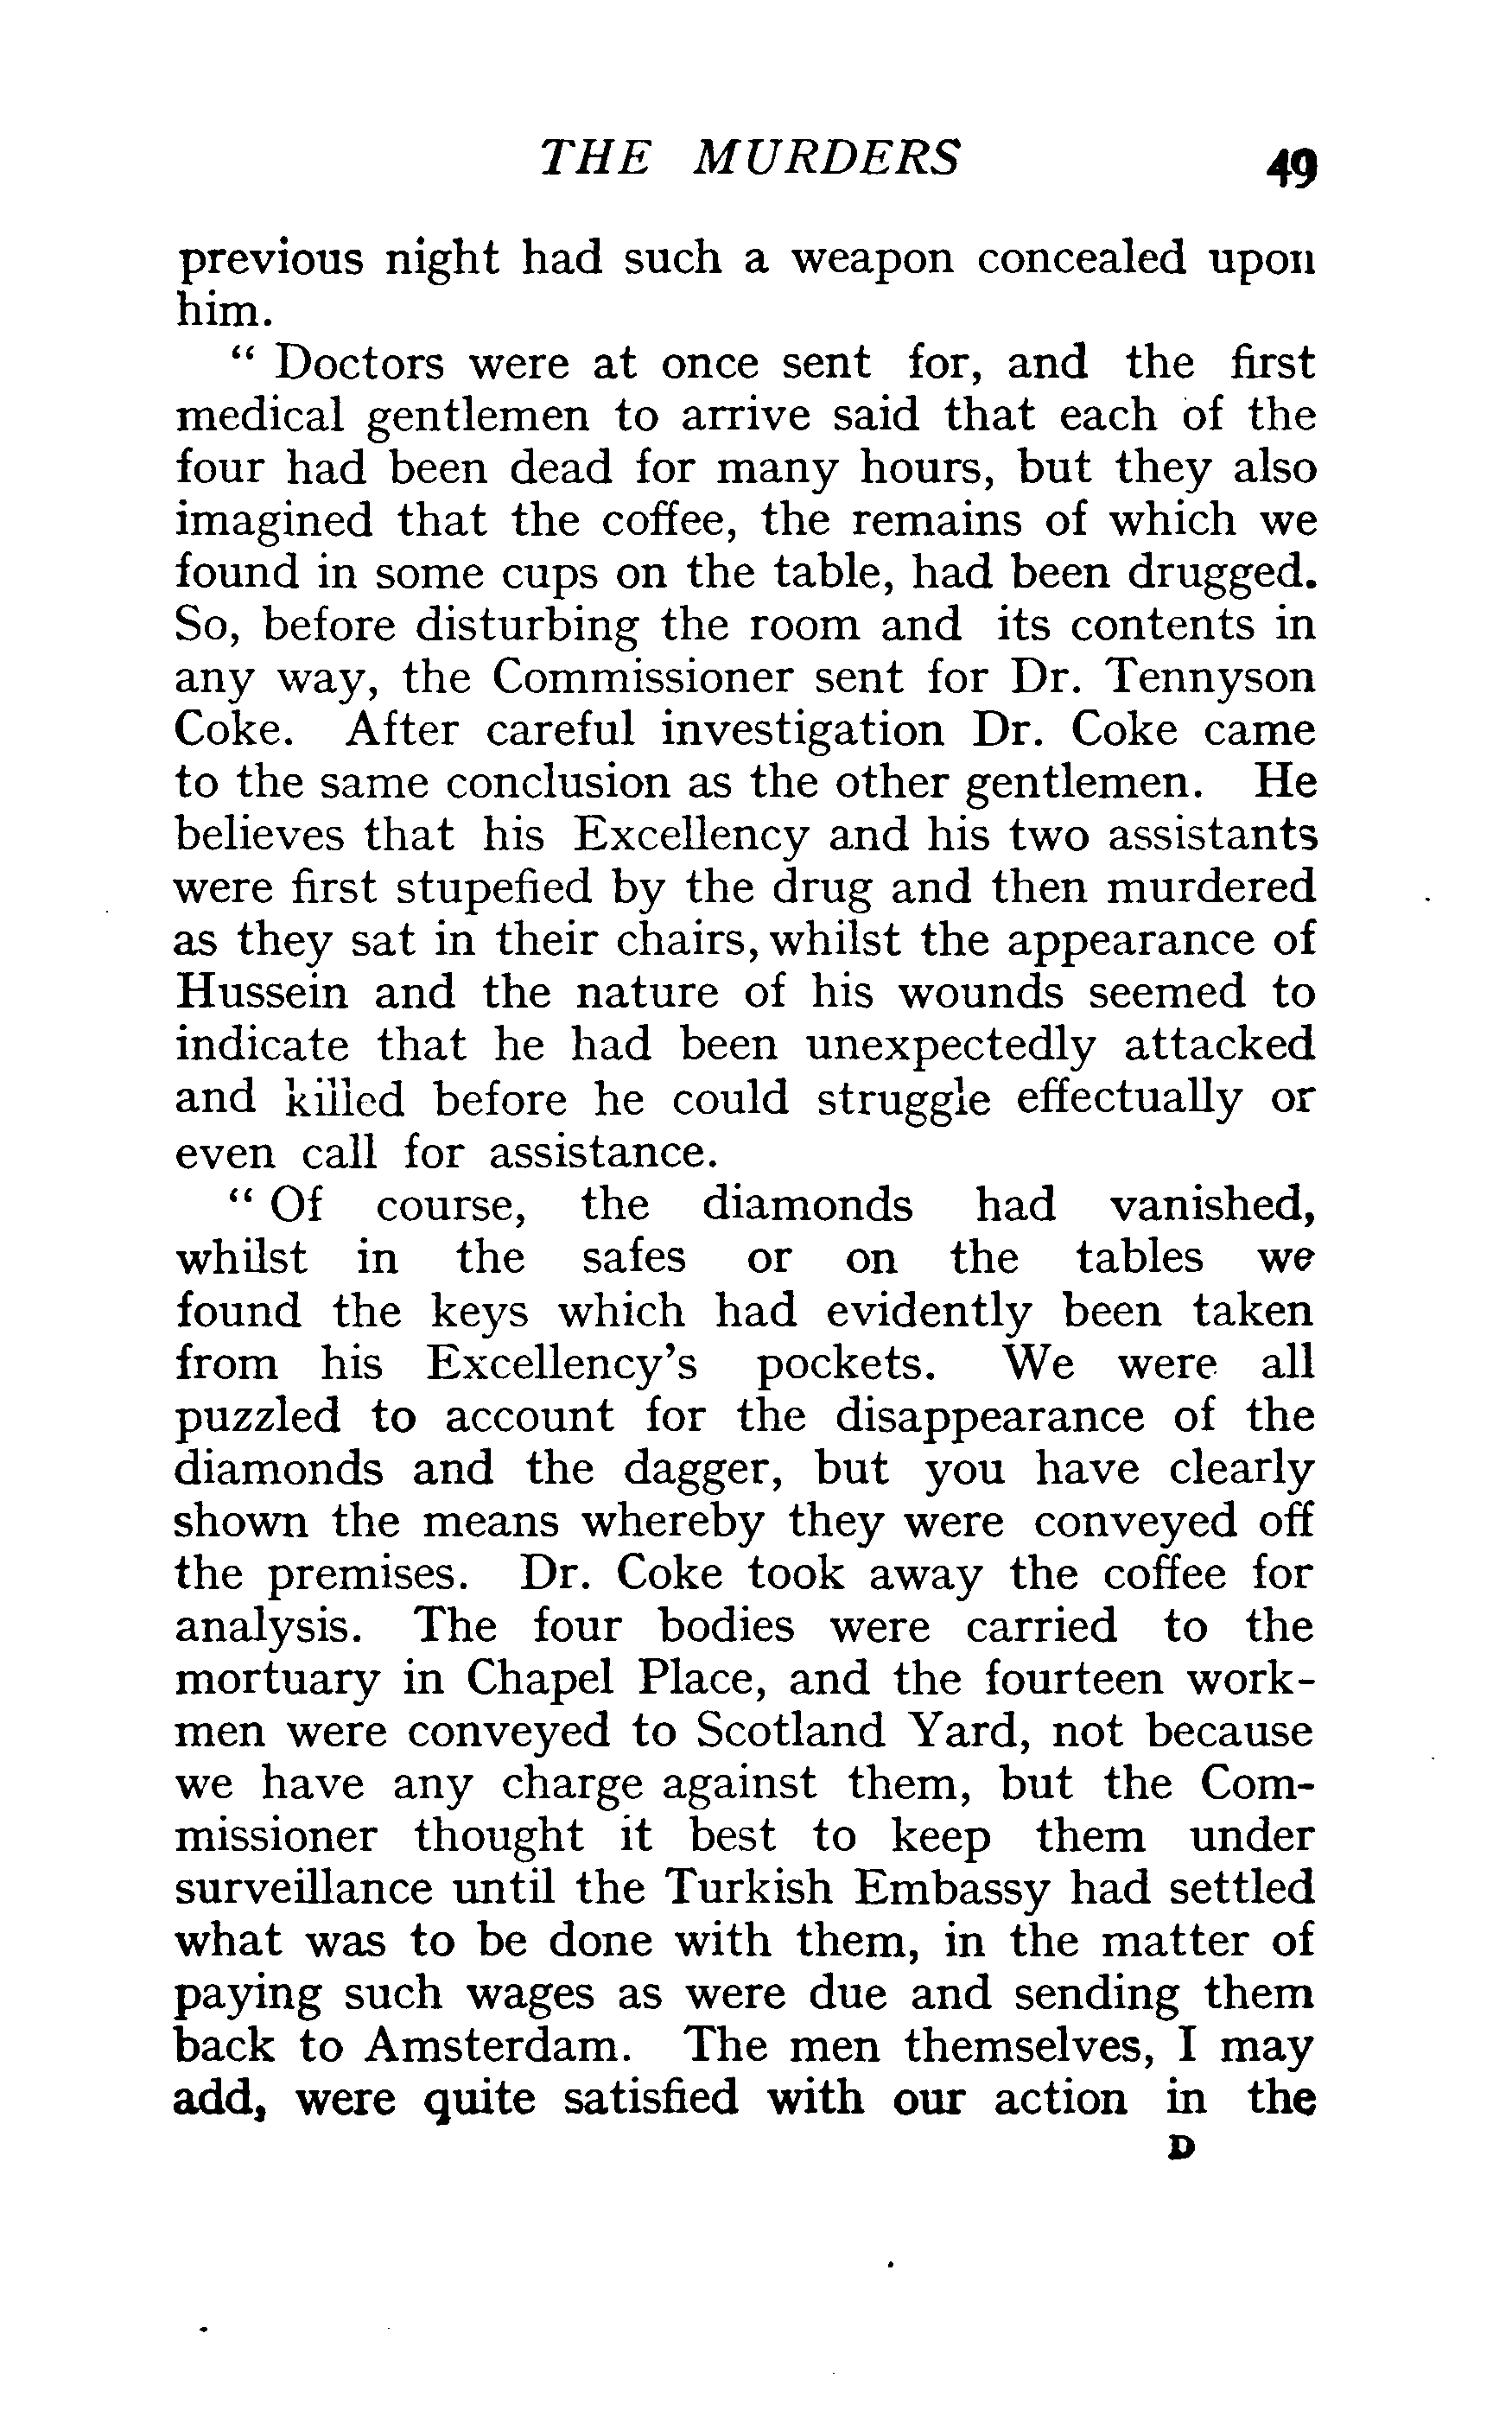 THE MURDERS 49
previous night had such a weapon concealed upon
him.
“ Doctors were at once sent for, and the first
medical gentlemen to arrive said that each of the
four had been dead for many hours, but they also
imagined that the coffee, the remains of which we
found in some cups on the table, had been drugged.
So, before disturbing the room and its contents in
any way, the Commissioner sent for Dr. Tennyson
Coke. After careful investigation Dr. Coke came
to the same conclusion as the other gentlemen. He
believes that his Excellency and his two assistants
were first stupefied by the drug and then murdered
as they sat in their chairs, whilst the appearance of
Hussein and the nature of his wounds seemed to
indicate that he had been unexpectedly attacked
and killed before he could struggle effectually or
even call for assistance.
“ Of course, the diamonds had vanished,
whilst in the safes or on the tables we
found the keys which had evidently been taken
from his Excellency’s pockets. We were all
puzzled to account for the disappearance of the
diamonds and the dagger, but you have clearly
shown the means whereby they were conveyed off
the premises. Dr. Coke took away the coffee for
analysis. The four bodies were carried to the
mortuary in Chapel Place, and the fourteen work-
men were conveyed to Scotland Yard, not because
we have any charge against them, but the Com-
missioner thought it best to keep them under
surveillance until the Turkish Embassy had settled
what was to be done with them, in the matter of
paying such wages as were due and sending them
back to Amsterdam. The men themselves, I may
add, were quite satisfied with our action in the
D